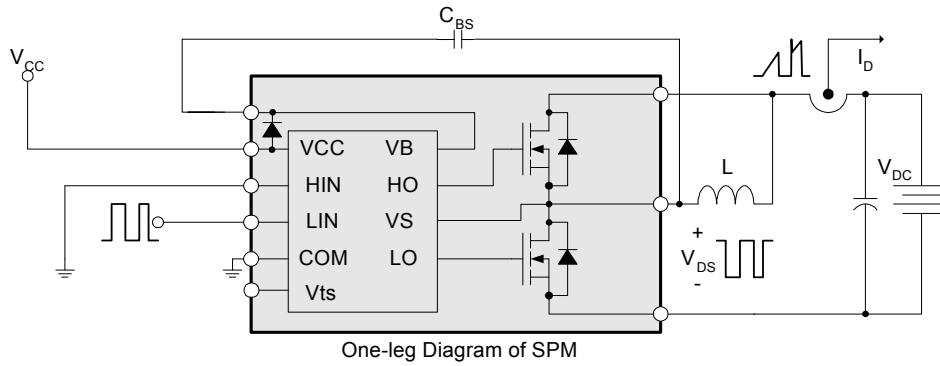 C_BS
V_CC
I_D
VCC VB
HIN HO
LIN VS
COM LO
Vts
L
V_DC
+
V_DS
-
One-leg Diagram of SPM